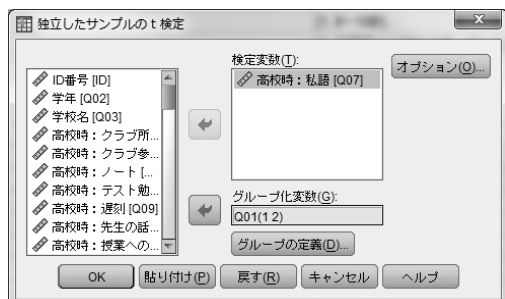 独立したサンプルの t 検定
ID番号 [ID]
学年 [Q02]
学校名 [Q03]
高校時：クラブ所...
高校時：クラブ参...
高校時：ノート [...
高校時：テスト勉...
高校時：遅刻 [Q09]
高校時：先生の話...
高校時：授業への...
検定変数(T):
高校時：私語 [Q07]
オプション(O)...
グループ化変数(G):
Q01(1 2)
グループの定義(D)...
OK
貼り付け(P)
戻す(R)
キャンセル
ヘルプ